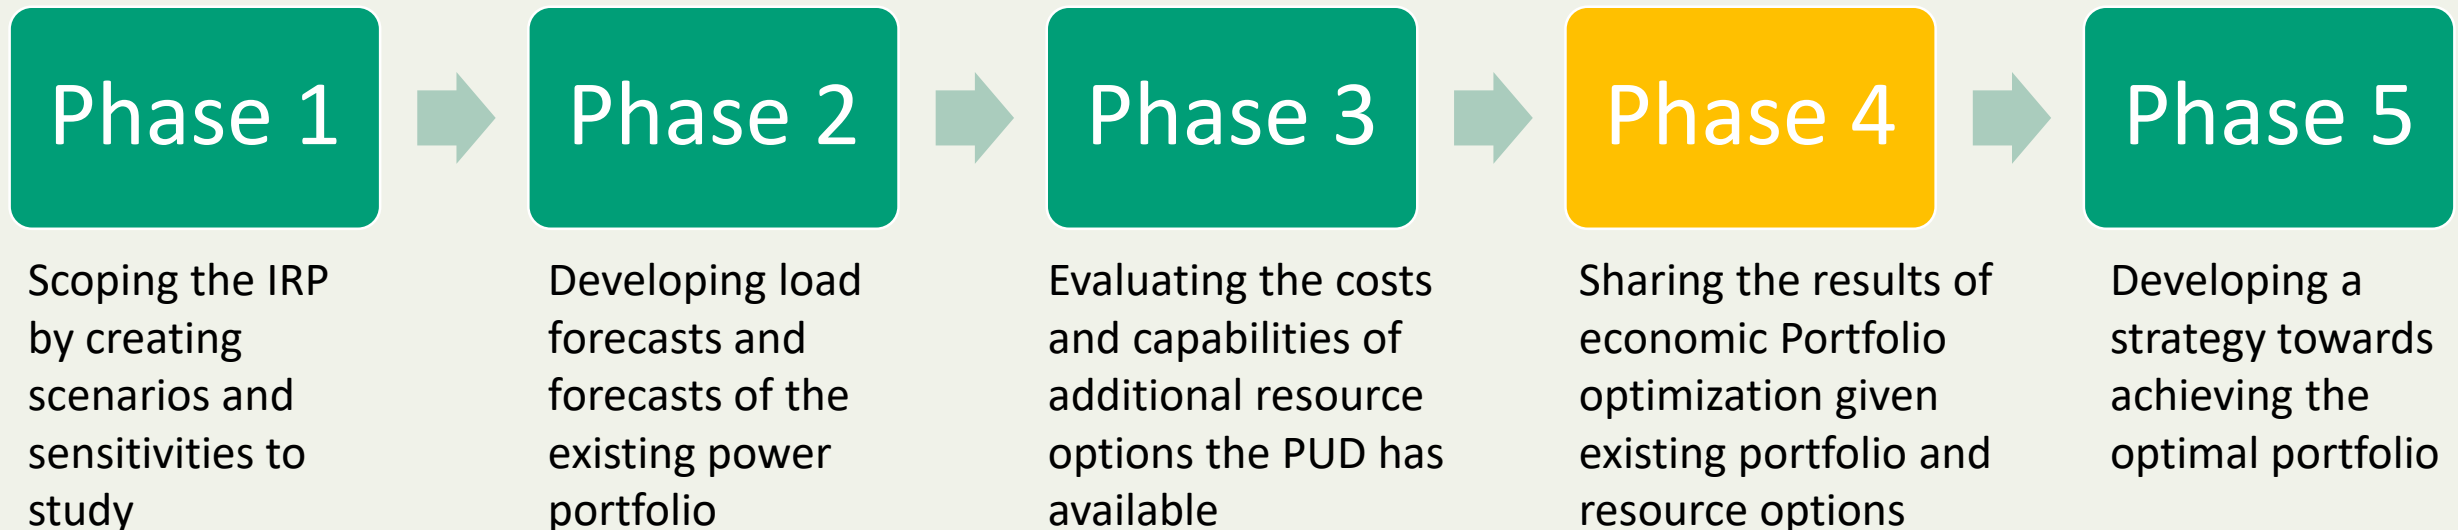 Phase 1
Scoping the IRP
by creating
scenarios and
sensitivities to
study
Phase 2
Developing load
forecasts and
forecasts of the
existing power
portfolio
Phase 3
Evaluating the costs
and capabilities of
additional resource
options the PUD has
available
Phase 4
Sharing the results of
economic Portfolio
optimization given
existing portfolio and
resource options
Phase 5
Developing a
strategy towards
achieving the
optimal portfolio